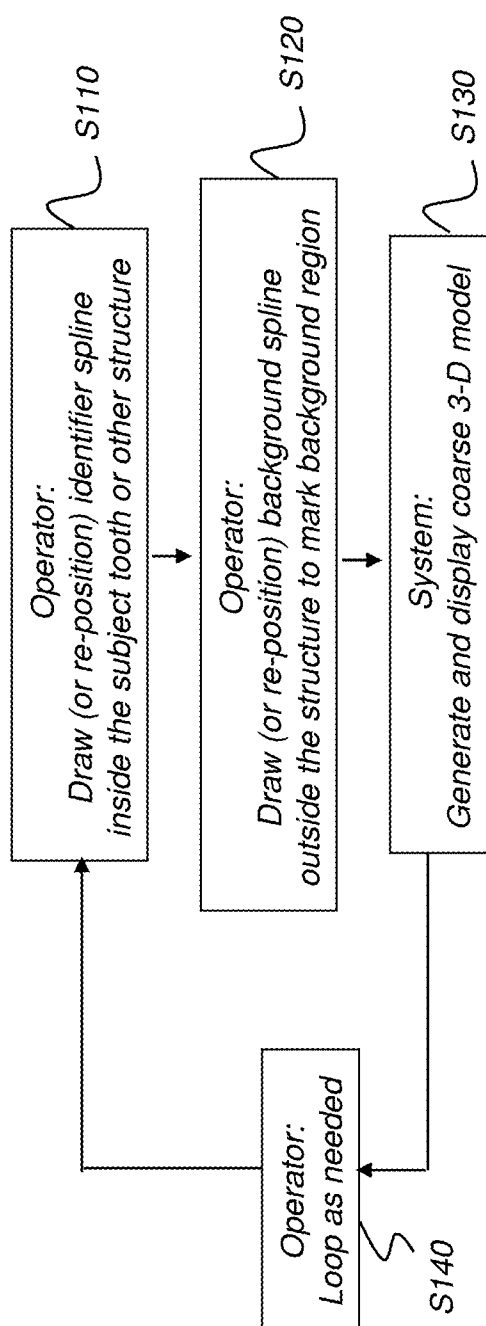 Operator:
Draw (or re-position) identifier spline
inside the subject tooth or other structure
S110
Operator:
Draw (or re-position) background spline
outside the structure to mark background region
S120
System:
Generate and display coarse 3-D model
S130
Operator:
Loop as needed
S140